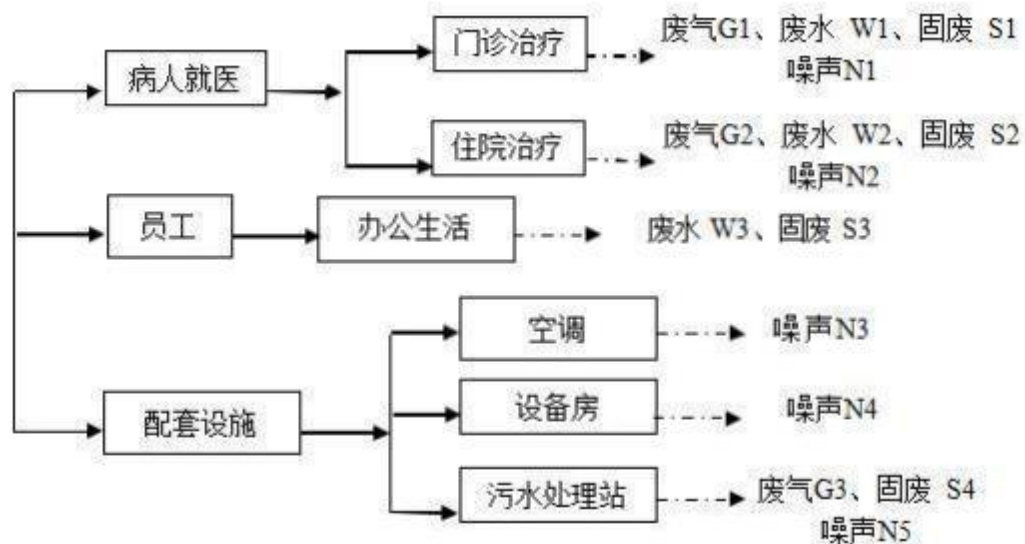 门诊治疗
废气G1、废水 W1、固废 S1
噪声N1
病人就医
住院治疗
废气G2、废水 W2、固废 S2
噪声N2
员工
办公生活
废水 W3、固废 S3
空调
噪声N3
设备房
噪声N4
配套设施
污水处理站
废气G3、固废 S4
噪声N5